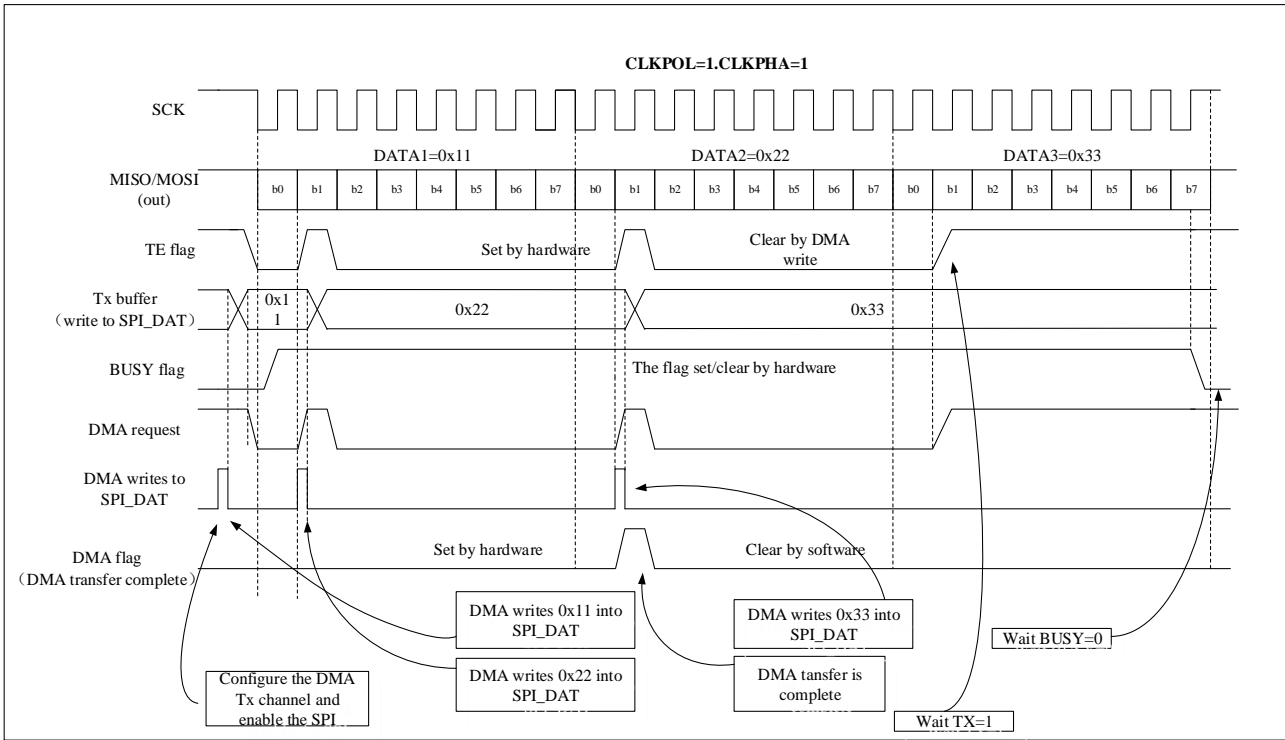 CLKPOL=1.CLKPHA=1
SCK
DATA1=0x11
DATA2=0x22
DATA3=0x33
MISO/MOSI
(out)
b0 b1 b2 b3 b4 b5 b6 b7 b0 b1 b2 b3 b4 b5 b6 b7 b0 b1 b2 b3 b4 b5 b6 b7
TE flag
Set by hardware
Clear by DMA
write
Tx buffer
（write to SPI_DAT）
0x1
1
0x22
0x33
BUSY flag
The flag set/clear by hardware
DMA request
DMA writes to
SPI_DAT
DMA flag
（DMA transfer complete）
Set by hardware
Clear by software
DMA writes 0x11 into
SPI_DAT
DMA writes 0x33 into
SPI_DAT
Wait BUSY=0
Configure the DMA
Tx channel and
enable the SPI
DMA writes 0x22 into
SPI_DAT
DMA tansfer is
complete
Wait TX=1